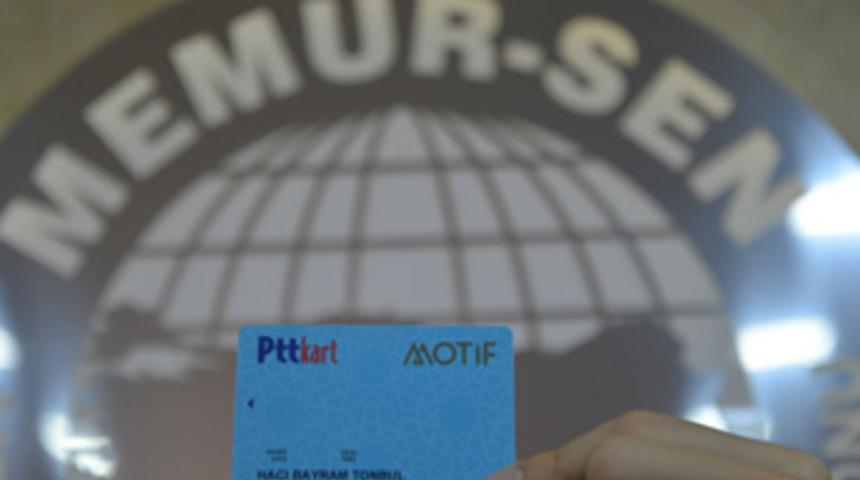 MEMUR-SEN
Pttkart MOTİF
HACI BAYRAM TONBUL